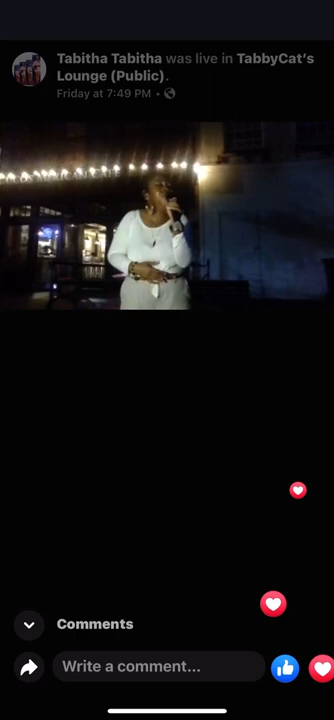 Tabitha Tabitha was live in TabbyCat's
Lounge (Public).
Friday at 7:49 PM •
Comments
Write a comment...